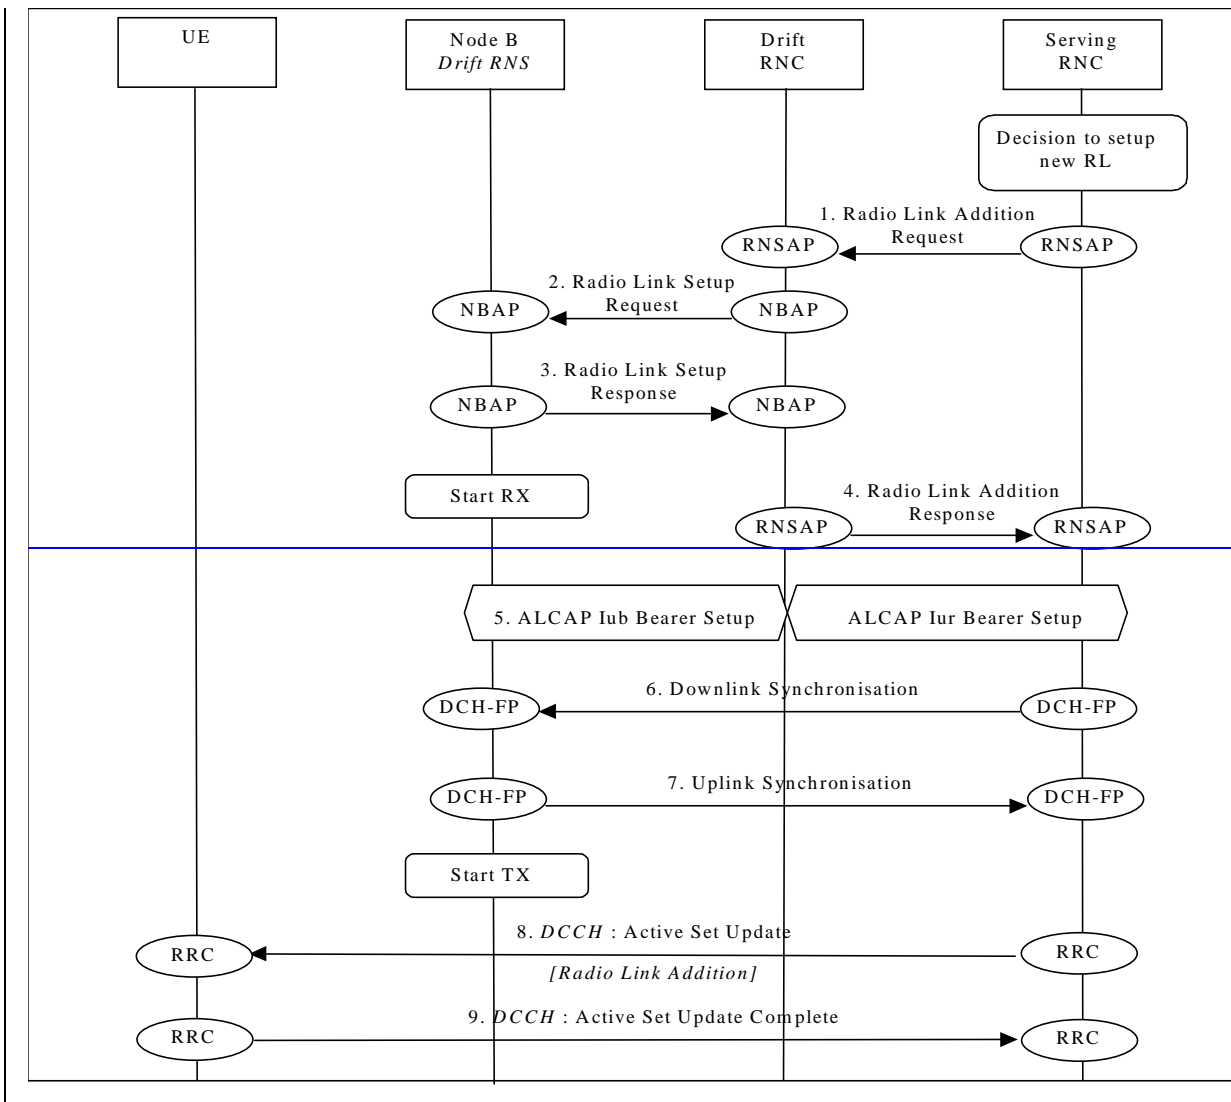 UE
Node B
Drift RNS
Drift
RNC
Serving
RNC
Decision to setup
new RL
1. Radio Link Addition
Request
RNSAP
RNSAP
2. Radio Link Setup
Request
NBAP
NBAP
3. Radio Link Setup
Response
NBAP
NBAP
Start RX
4. Radio Link Addition
Response
RNSAP
RNSAP
5. ALCAP Iub Bearer Setup
ALCAP Iur Bearer Setup
6. Downlink Synchronisation
DCH-FP
DCH-FP
7. Uplink Synchronisation
DCH-FP
DCH-FP
Start TX
8. DCCH : Active Set Update
RRC
RRC
[Radio Link Addition]
9. DCCH : Active Set Update Complete
RRC
RRC